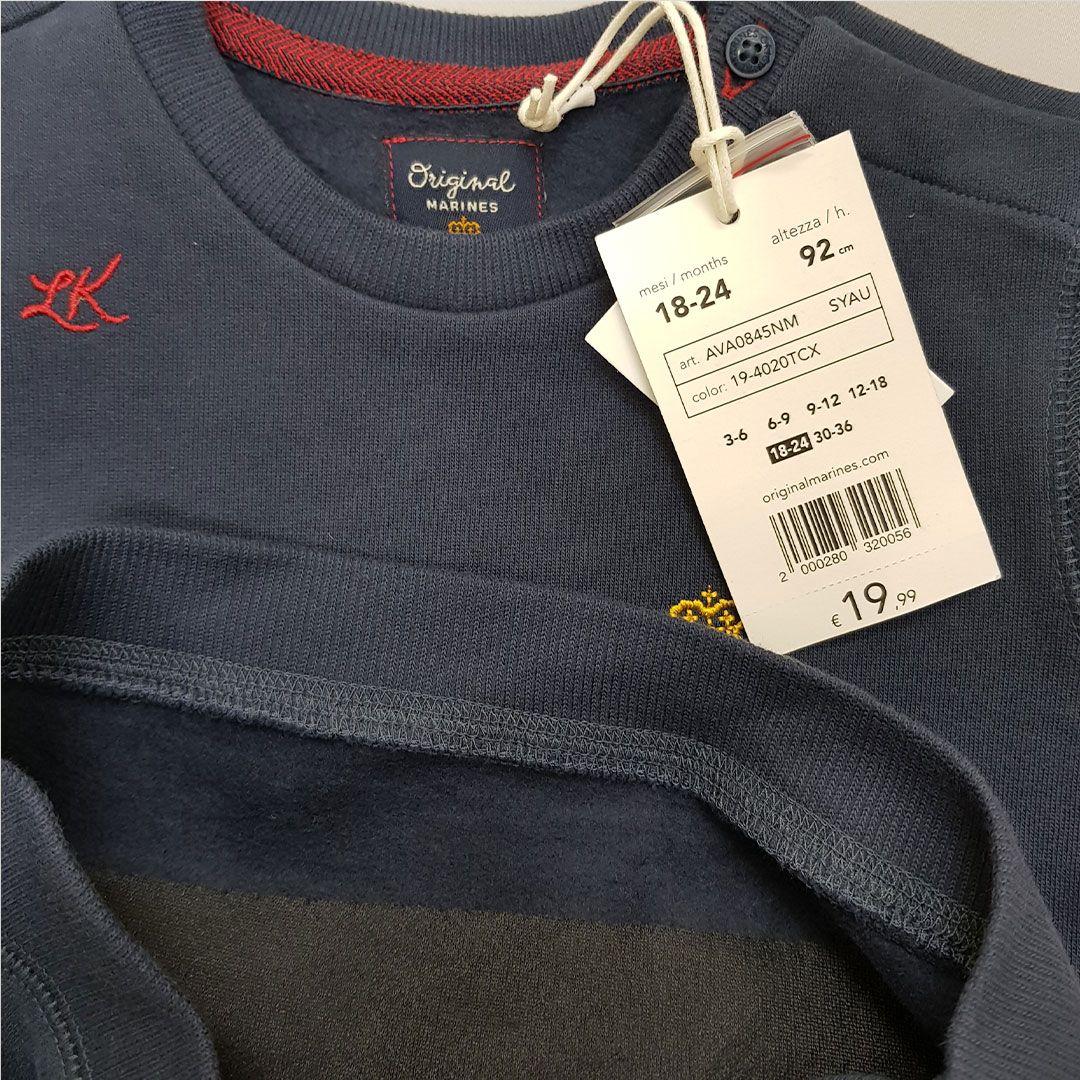 Original
MARINES
LK
mesi / months
18-24
altezza / h.
92 cm
art. AVA0845NM SYAU
color: 19-4020TCX
3-6 6-9 9-12 12-18
18-24 30-36
originalmarines.com
2 000280 320056
€ 19,99